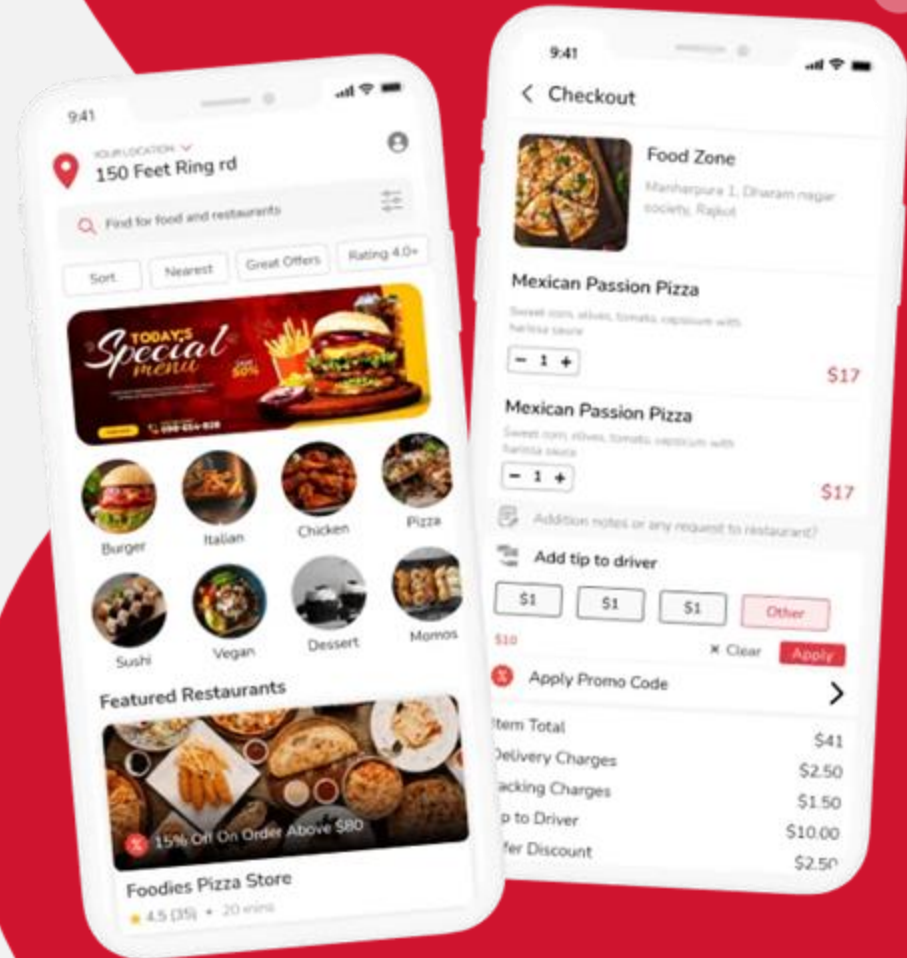 9:41
YOUR LOCATION
150 Feet Ring rd
Find for food and restaurants
Sort
Nearest
Great Offers
Rating 4.0+
TODAY'S
Special
menu
50%
Burger
Italian
Chicken
Pizza
Sushi
Vegan
Dessert
Momos
Featured Restaurants
15% Off On Order Above $80
Foodies Pizza Store
4.5 (35) • 20 mins
9:41
Checkout
Food Zone
Manharpura 1, Dharam nagar
society, Rajkot
Mexican Passion Pizza
Sweet corn, olives, tomato, capsicum with
harissa sauce
- 1 +
$17
Mexican Passion Pizza
Sweet corn, olives, tomato, capsicum with
harissa sauce
- 1 +
$17
Addition notes or any request to restaurant?
Add tip to driver
$1
$1
$1
Other
$10
× Clear
Apply
Apply Promo Code
Item Total
$41
Delivery Charges
$2.50
acking Charges
$1.50
p to Driver
$10.00
fer Discount
$2.50